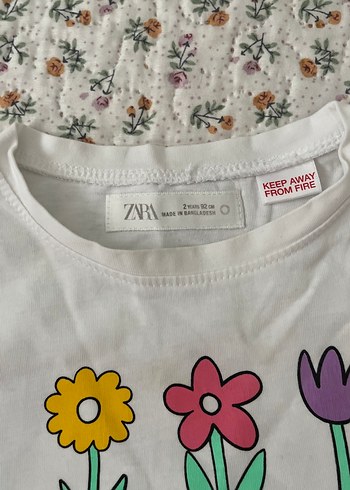 ZARA
2 YEARS 92 CM
MADE IN BANGLADESH
KEEP AWAY
FROM FIRE